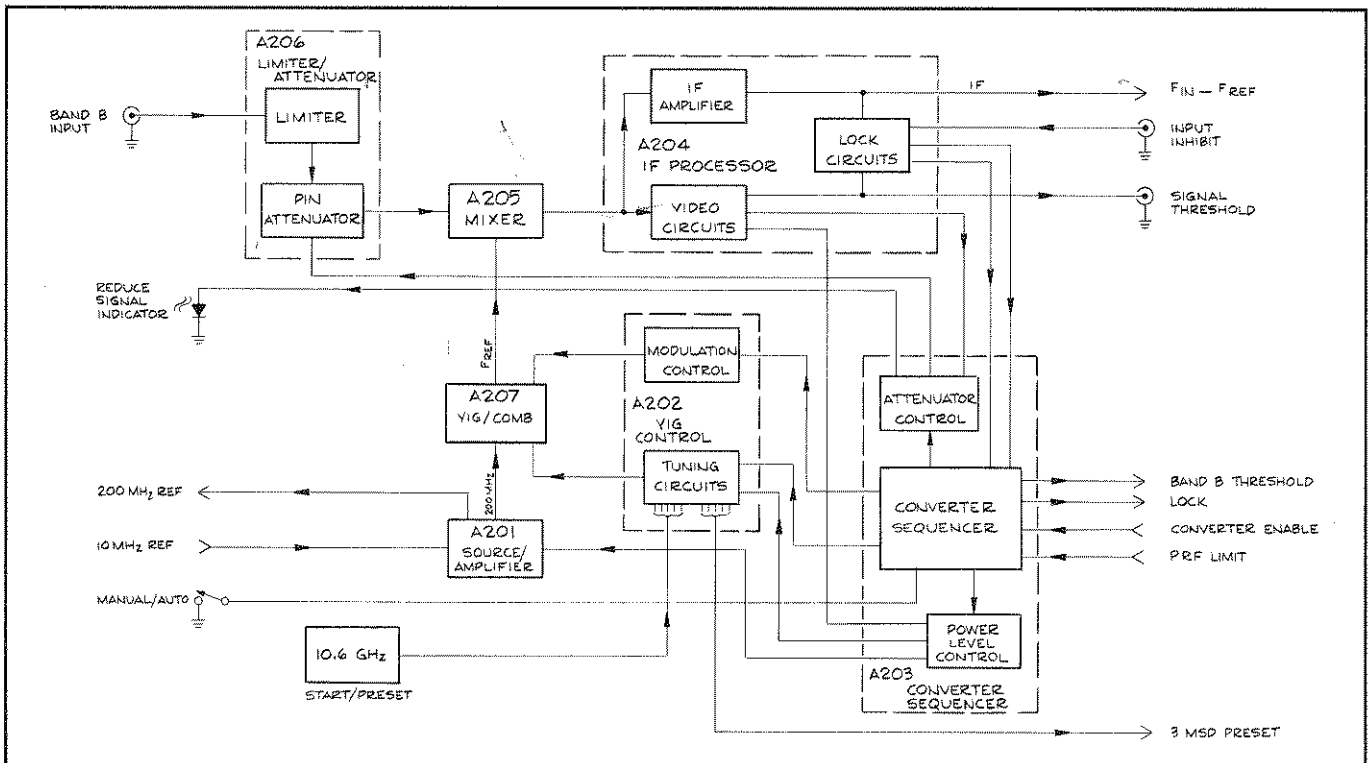 A206
LIMITER/
ATTENUATOR
BAND B
INPUT
LIMITER
PIN
ATTENUATOR
A205
MIXER
IF
AMPLIFIER
A204
IF PROCESSOR
VIDEO
CIRCUITS
LOCK
CIRCUITS
IF
FIN - FREF
INPUT
INHIBIT
SIGNAL
THRESHOLD
REDUCE
SIGNAL
INDICATOR
FREF
MODULATION
CONTROL
A202
YIG
CONTROL
TUNING
CIRCUITS
A207
YIG/COMB
200 MHz
A201
SOURCE/
AMPLIFIER
200 MHz REF
10 MHz REF
MANUAL/AUTO
10.6 GHz
START/PRESET
ATTENUATOR
CONTROL
CONVERTER
SEQUENCER
POWER
LEVEL
CONTROL
A203
CONVERTER
SEQUENCER
BAND B THRESHOLD
LOCK
CONVERTER ENABLE
PRF LIMIT
3 MSD PRESET